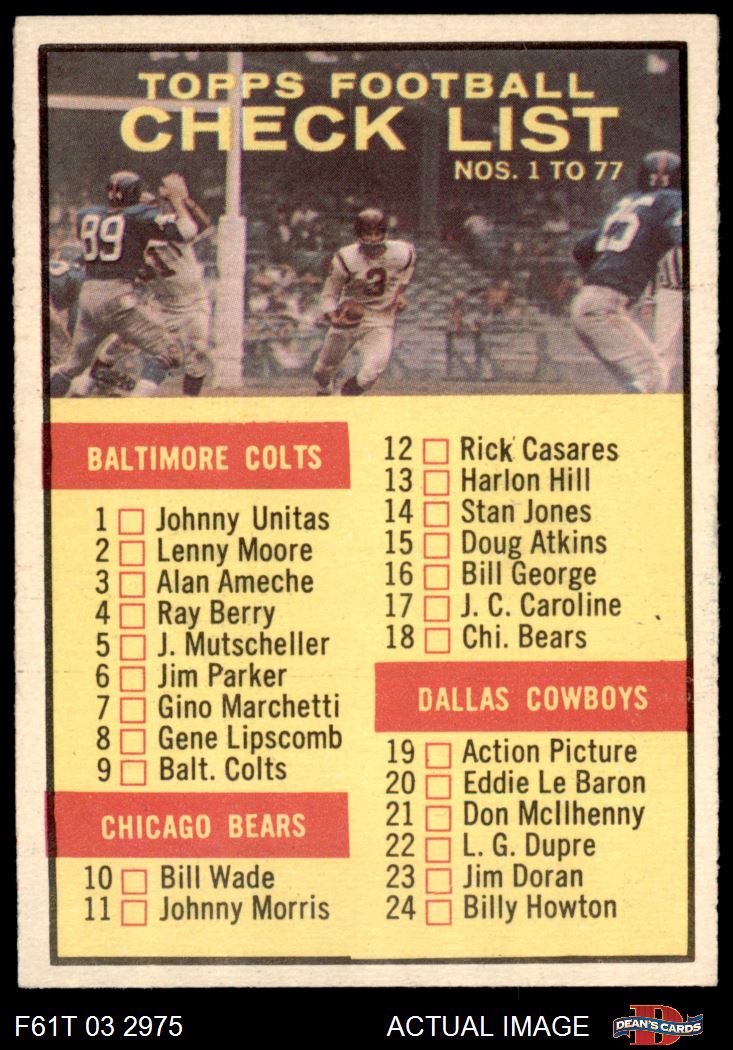 TOPPS FOOTBALL
CHECK LIST
NOS. 1 TO 77
89
3
BALTIMORE COLTS
1 Johnny Unitas
2 Lenny Moore
3 Alan Ameche
4 Ray Berry
5 J. Mutscheller
6 Jim Parker
7 Gino Marchetti
8 Gene Lipscomb
9 Balt. Colts
CHICAGO BEARS
10 Bill Wade
11 Johnny Morris
12 Rick Casares
13 Harlon Hill
14 Stan Jones
15 Doug Atkins
16 Bill George
17 J. C. Caroline
18 Chi. Bears
DALLAS COWBOYS
19 Action Picture
20 Eddie Le Baron
21 Don McIlhenny
22 L. G. Dupre
23 Jim Doran
24 Billy Howton
F61T 03 2975
ACTUAL IMAGE
D
DEAN'S CARDS